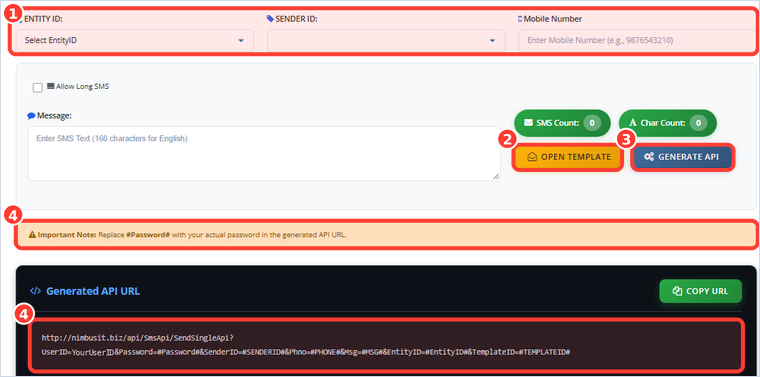 1
ENTITY ID:
SENDER ID:
Mobile Number
Select EntityID
Enter Mobile Number (e.g., 9876543210)
Allow Long SMS
Message:
Enter SMS Text (160 characters for English)
SMS Count: 0
Char Count: 0
2
3
OPEN TEMPLATE
GENERATE API
4
Important Note: Replace #Password# with your actual password in the generated API URL.
</> Generated API URL
COPY URL
4
http://nimbusit.biz/api/SmsApi/SendSingleApi?
UserID=YourUserID&Password=#Password#&SenderID=#SENDERID#&Phno=#PHONE#&Msg=#MSG#&EntityID=#EntityID#&TemplateID=#TEMPLATEID#